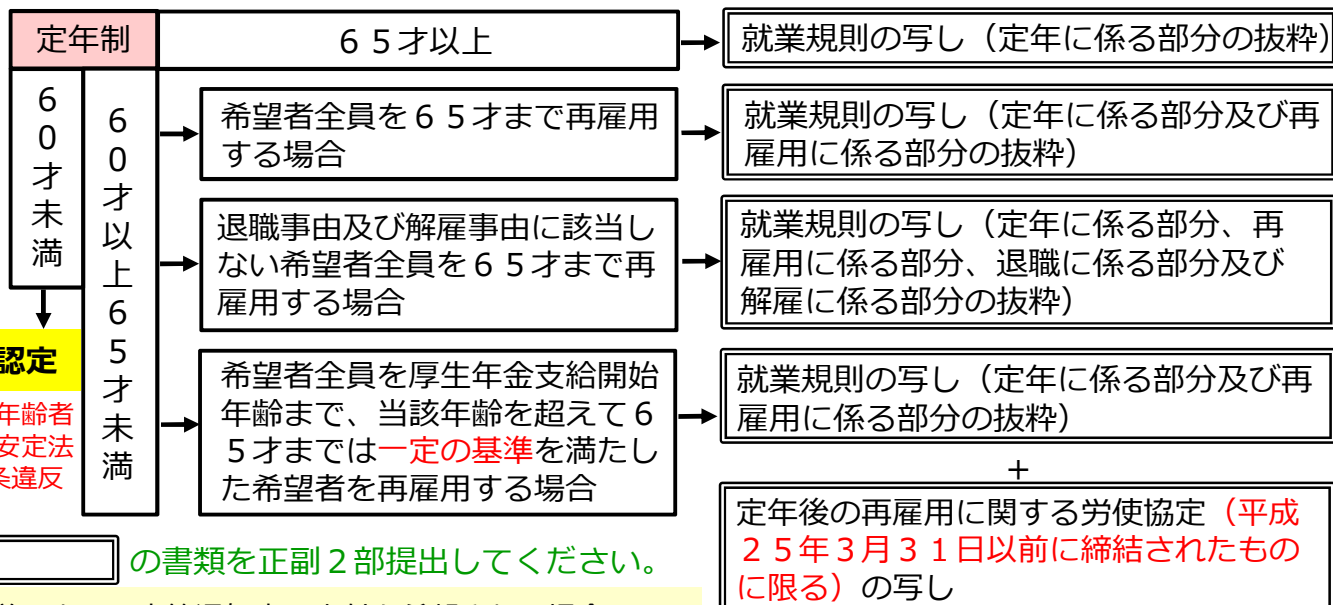 定年制
６５才以上
就業規則の写し（定年に係る部分の抜粋）
６０才未満
６０才以上６５才未満
希望者全員を６５才まで再雇用
する場合
就業規則の写し（定年に係る部分及び再
雇用に係る部分の抜粋）
退職事由及び解雇事由に該当し
ない希望者全員を６５才まで再
雇用する場合
就業規則の写し（定年に係る部分、再
雇用に係る部分、退職に係る部分及び
解雇に係る部分の抜粋）
認定
年齢者
安定法
条違反
希望者全員を厚生年金支給開始
年齢まで、当該年齢を超えて６
５才までは一定の基準を満たし
た希望者を再雇用する場合
就業規則の写し（定年に係る部分及び再
雇用に係る部分の抜粋）
＋
定年後の再雇用に関する労使協定（平成
２５年３月３１日以前に締結されたもの
に限る）の写し
の書類を正副２部提出してください。